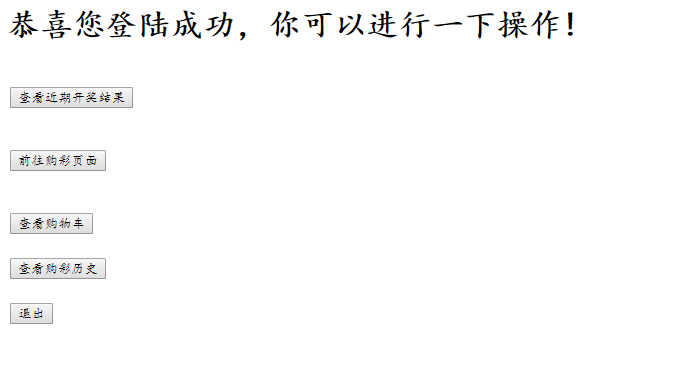 恭喜您登陆成功，你可以进行一下操作！
查看近期开奖结果
前往购彩页面
查看购物车
查看购彩历史
退出